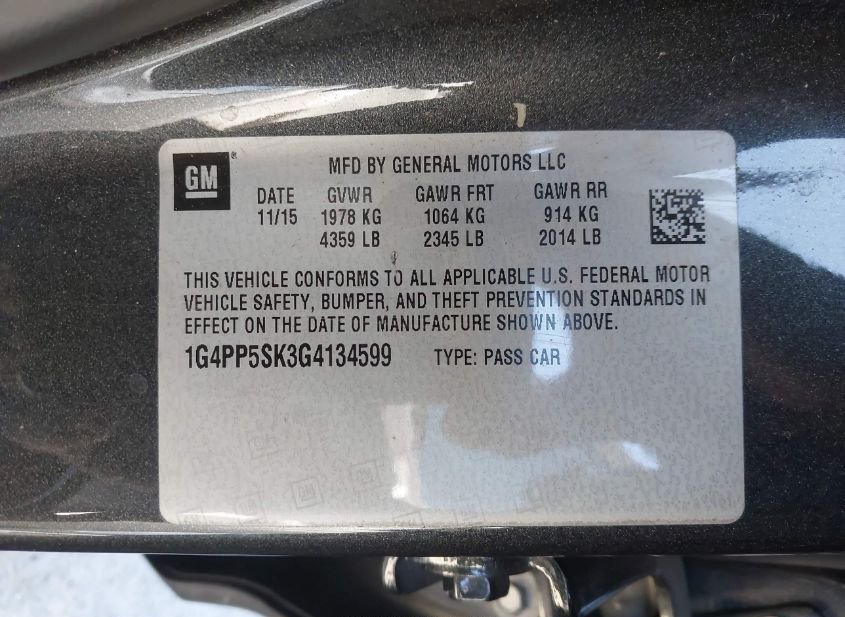 GM
MFD BY GENERAL MOTORS LLC
DATE GVWR GAWR FRT GAWR RR
11/15 1978 KG 1064 KG 914 KG
4359 LB 2345 LB 2014 LB
THIS VEHICLE CONFORMS TO ALL APPLICABLE U.S. FEDERAL MOTOR
VEHICLE SAFETY, BUMPER, AND THEFT PREVENTION STANDARDS IN
EFFECT ON THE DATE OF MANUFACTURE SHOWN ABOVE.
1G4PP5SK3G4134599 TYPE: PASS CAR